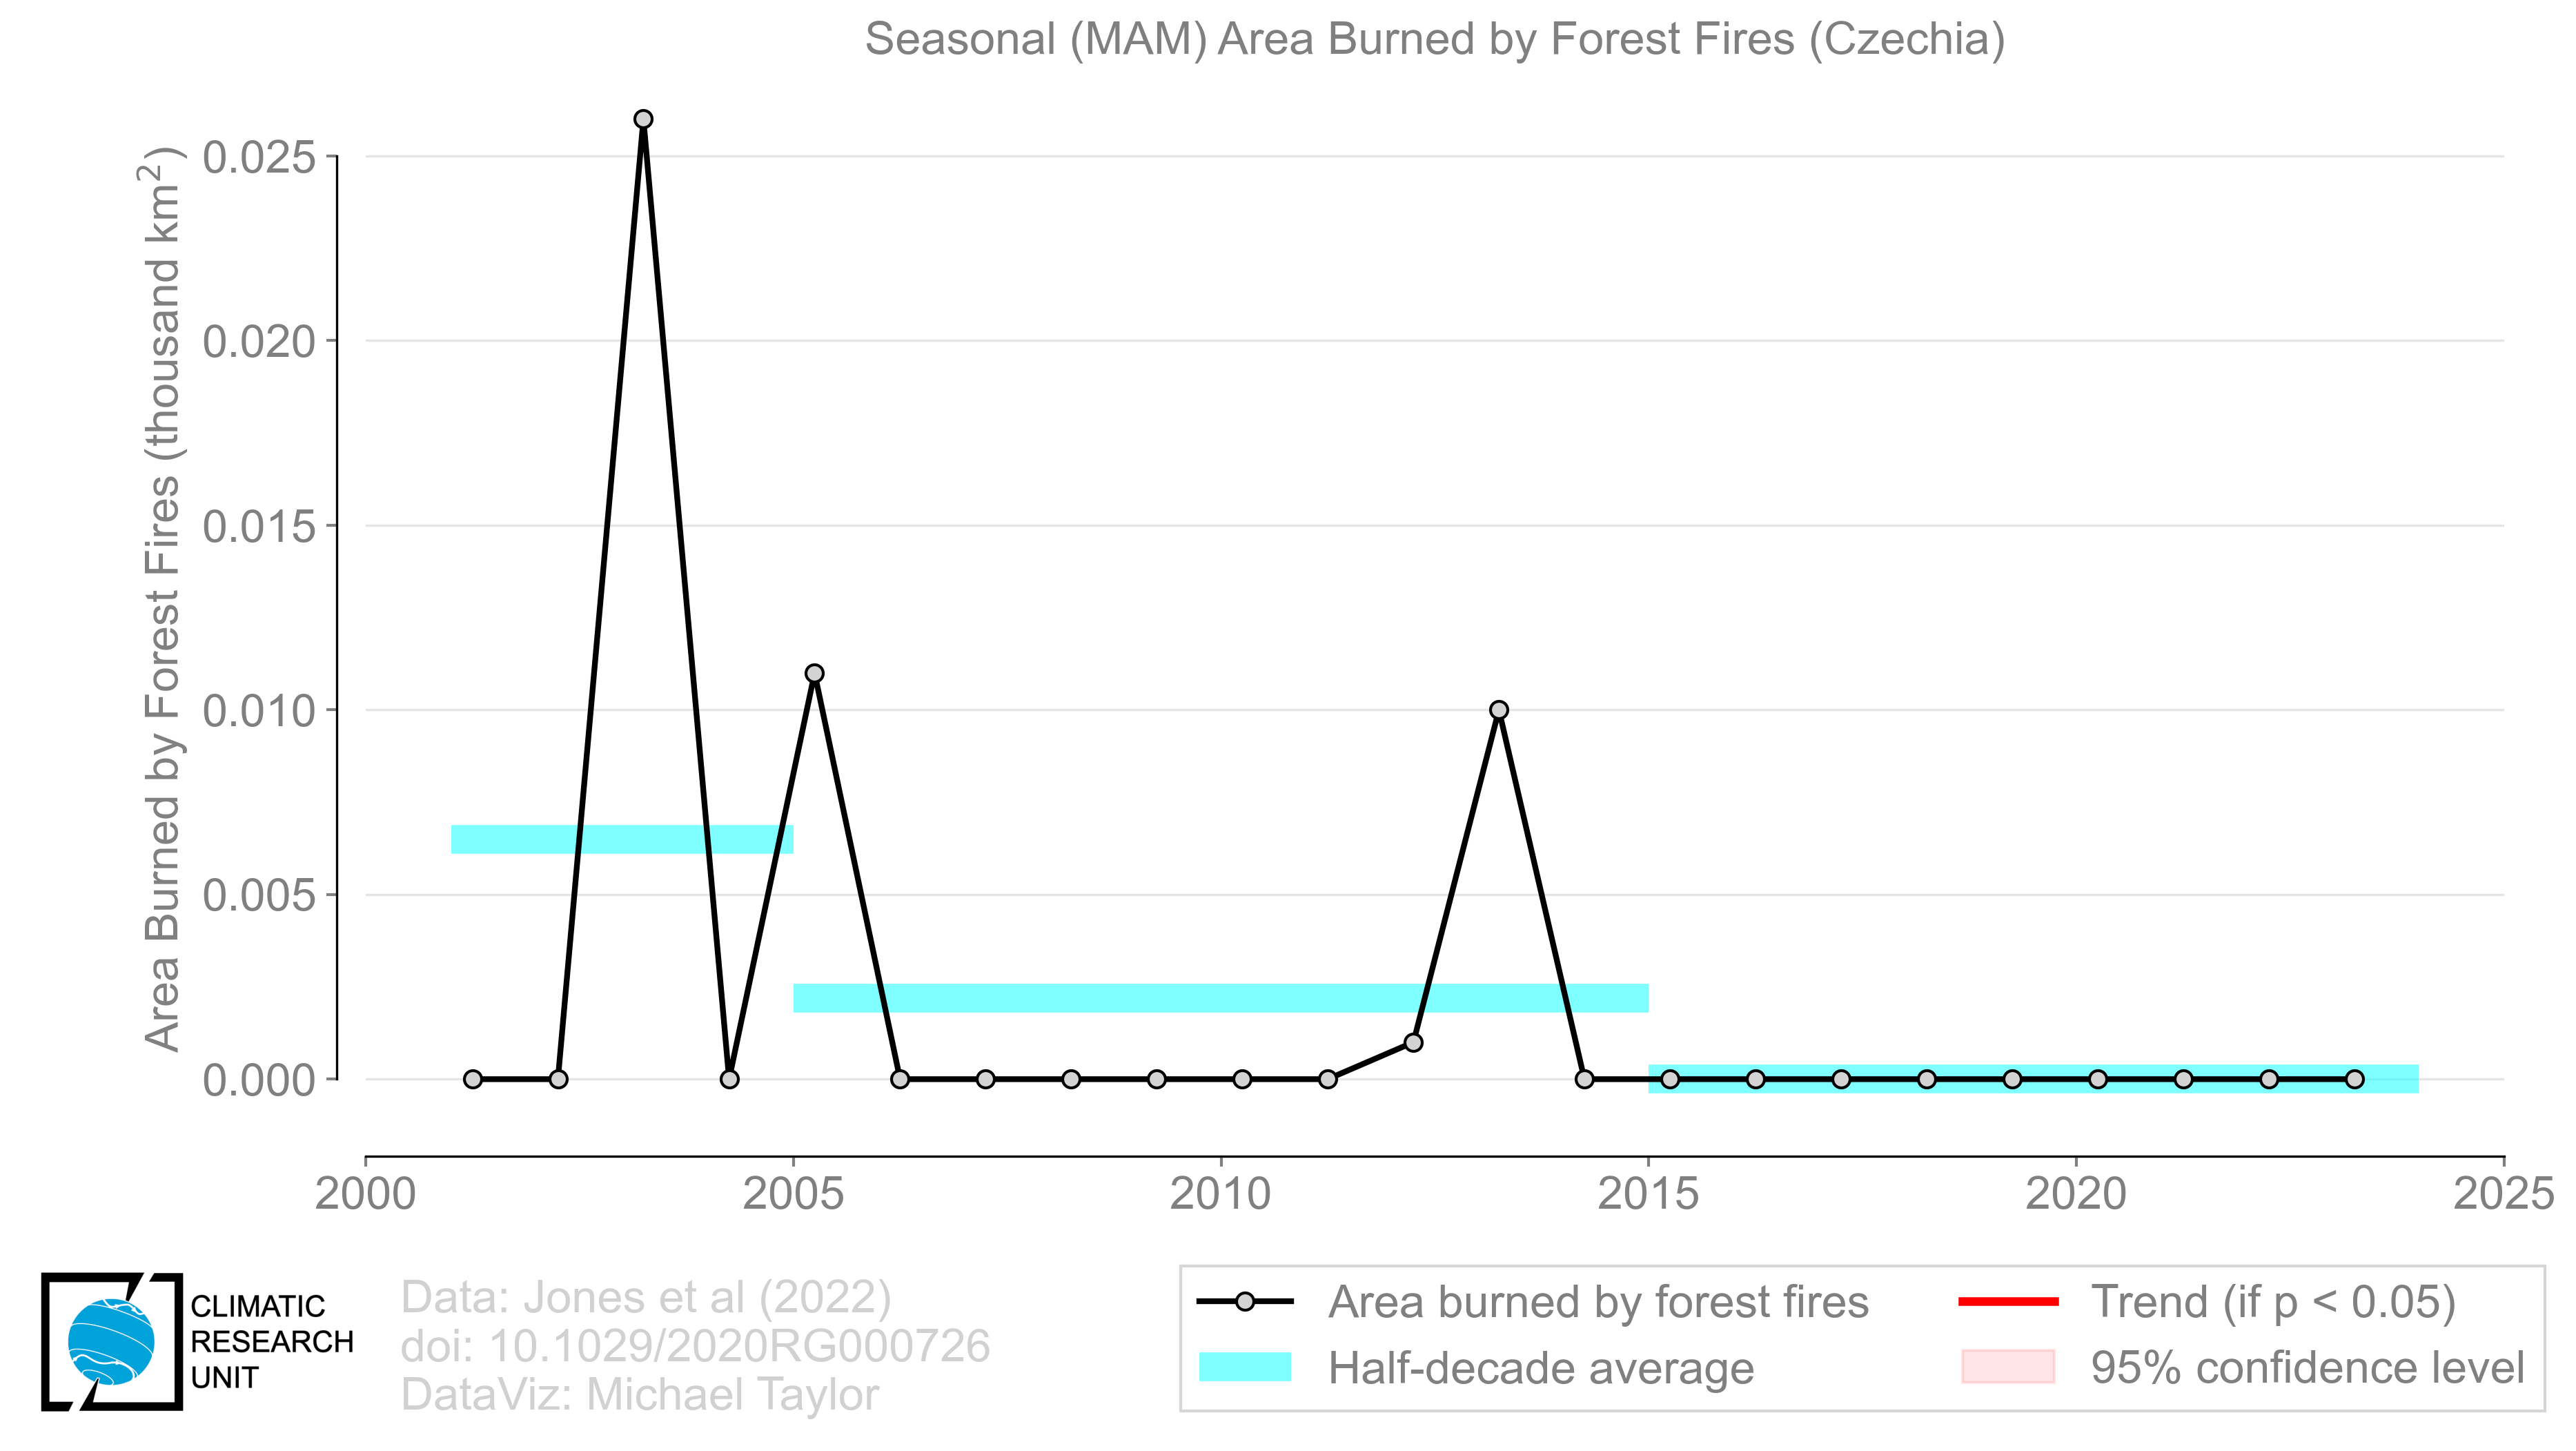 Seasonal (MAM) Area Burned by Forest Fires (Czechia)
Area Burned by Forest Fires (thousand km²)
0.025
0.020
0.015
0.010
0.005
0.000
2000 2005 2010 2015 2020 2025
CLIMATIC
RESEARCH
UNIT
Data: Jones et al (2022)
doi: 10.1029/2020RG000726
DataViz: Michael Taylor
Area burned by forest fires
Half-decade average
Trend (if p < 0.05)
95% confidence level